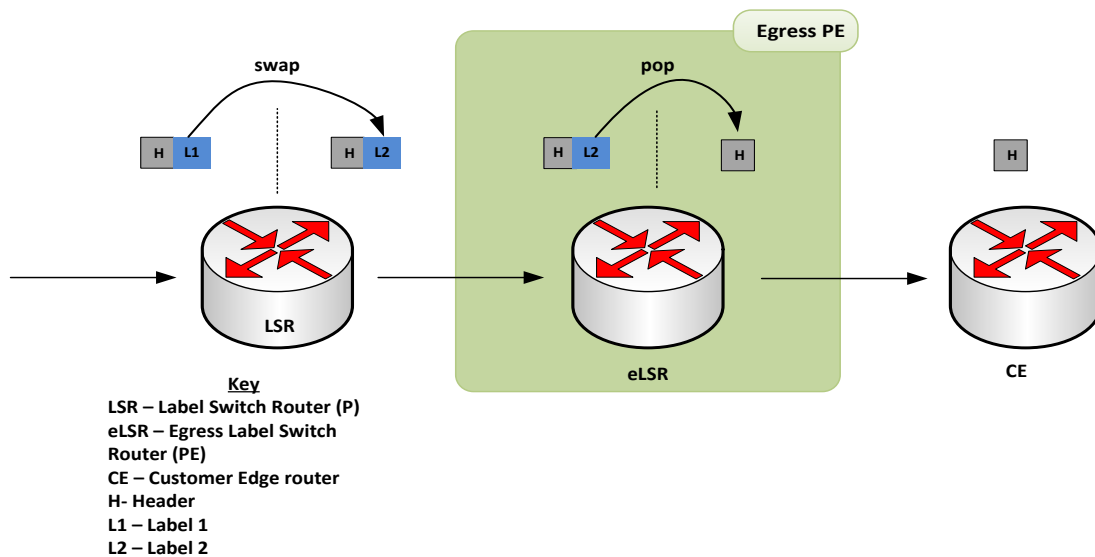 Egress PE
swap
pop
H L1
H L2
H L2
H
H
LSR
eLSR
CE
Key
LSR – Label Switch Router (P)
eLSR – Egress Label Switch
Router (PE)
CE – Customer Edge router
H- Header
L1 – Label 1
L2 – Label 2